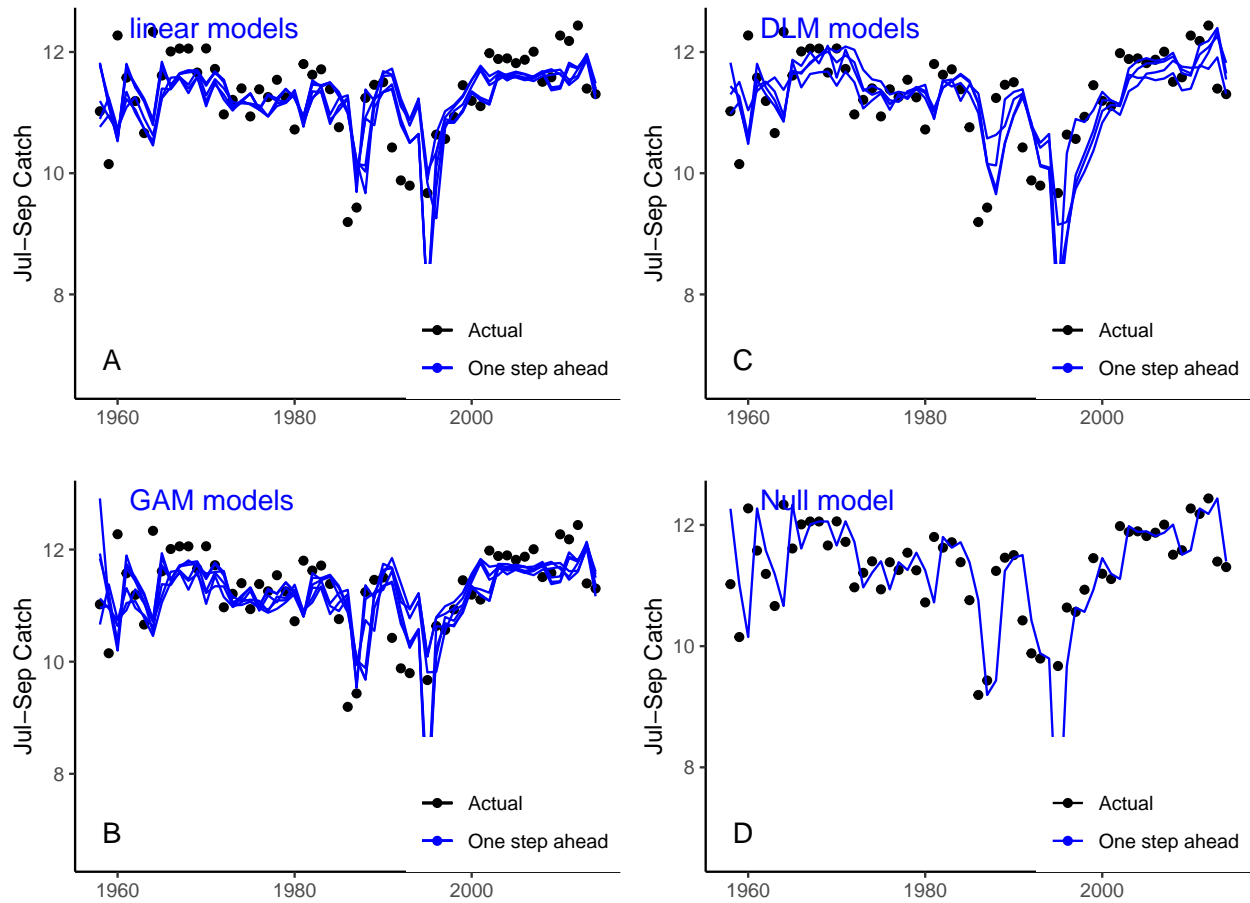 linear models
12
10
8
Jul−Sep Catch
A
Actual
One step ahead
1960
1980
2000
DLM models
12
10
8
Jul−Sep Catch
C
Actual
One step ahead
1960
1980
2000
GAM models
12
10
8
Jul−Sep Catch
B
Actual
One step ahead
1960
1980
2000
Null model
12
10
8
Jul−Sep Catch
D
Actual
One step ahead
1960
1980
2000